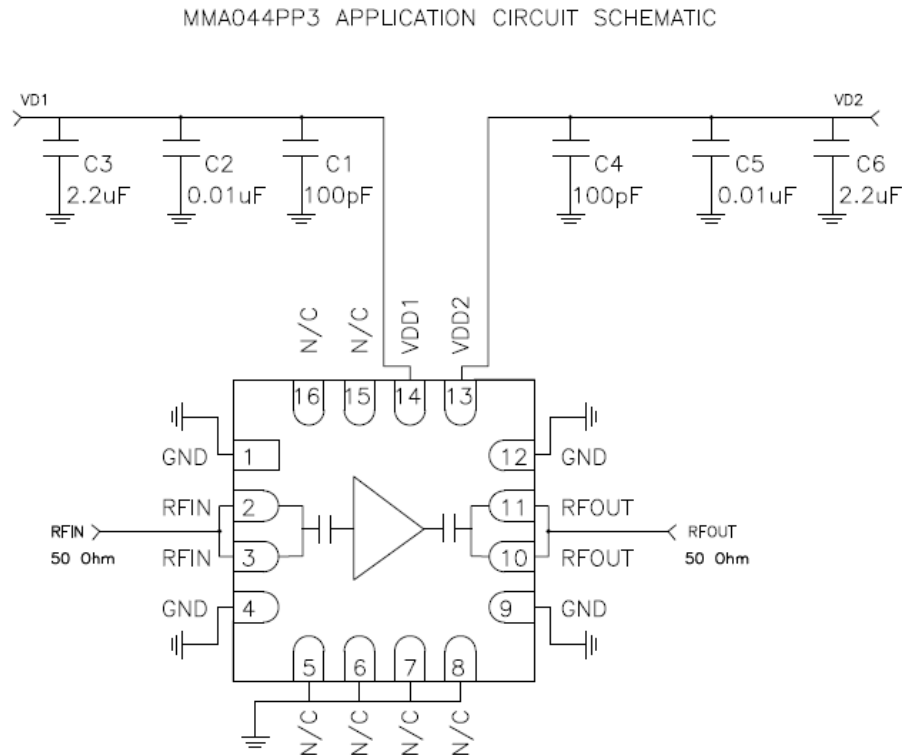 MMA044PP3 APPLICATION CIRCUIT SCHEMATIC
VD1
VD2
C3
2.2uF
C2
0.01uF
C1
100pF
C4
100pF
C5
0.01uF
C6
2.2uF
N/C
N/C
VDD1
VDD2
16
15
14
13
GND
1
12
GND
RFIN
2
11
RFOUT
RFIN
50 Ohm
RFOUT
50 Ohm
RFIN
3
10
RFOUT
GND
4
9
GND
5
6
7
8
N/C
N/C
N/C
N/C